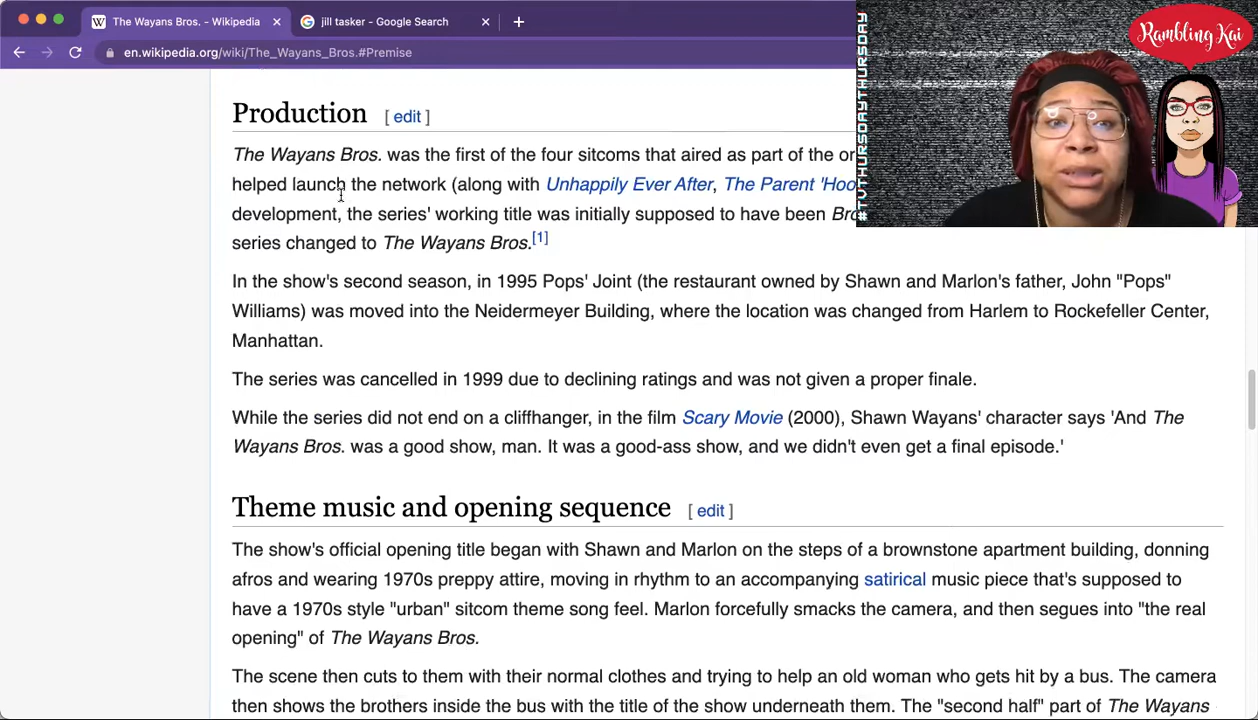 The Wayans Bros. - Wikipedia
jill tasker - Google Search
en.wikipedia.org/wiki/The_Wayans_Bros.#Premise
#TVTHURSDAYTHURSDAY
Rambling Kai
Production [ edit ]
The Wayans Bros. was the first of the four sitcoms that aired as part of the
helped launch the network (along with Unhappily Ever After, The Parent 'Hoo
development, the series' working title was initially supposed to have been
series changed to The Wayans Bros.[1]
In the show's second season, in 1995 Pops' Joint (the restaurant owned by Shawn and Marlon's father, John "Pops"
Williams) was moved into the Neidermeyer Building, where the location was changed from Harlem to Rockefeller Center,
Manhattan.
The series was cancelled in 1999 due to declining ratings and was not given a proper finale.
While the series did not end on a cliffhanger, in the film Scary Movie (2000), Shawn Wayans' character says 'And The
Wayans Bros. was a good show, man. It was a good-ass show, and we didn't even get a final episode.'
Theme music and opening sequence [ edit ]
The show's official opening title began with Shawn and Marlon on the steps of a brownstone apartment building, donning
afros and wearing 1970s preppy attire, moving in rhythm to an accompanying satirical music piece that's supposed to
have a 1970s style "urban" sitcom theme song feel. Marlon forcefully smacks the camera, and then segues into "the real
opening" of The Wayans Bros.
The scene then cuts to them with their normal clothes and trying to help an old woman who gets hit by a bus. The camera
then shows the brothers inside the bus with the title of the show underneath them. The "second half" part of The Wayans